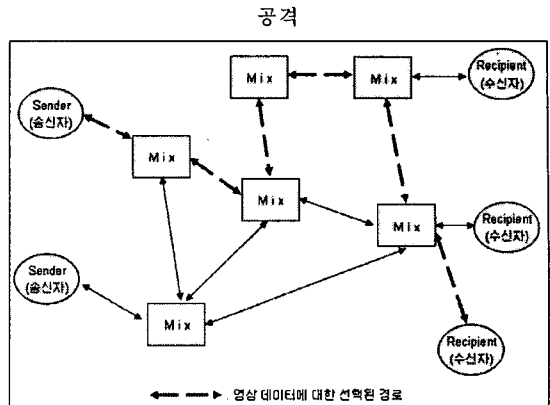 공격
Mix
Mix
Recipient
(수신자)
Sender
(송신자)
Mix
Mix
Mix
Recipient
(수신자)
Sender
(송신자)
Mix
Recipient
(수신자)
영상 데이터에 대한 선택된 경로